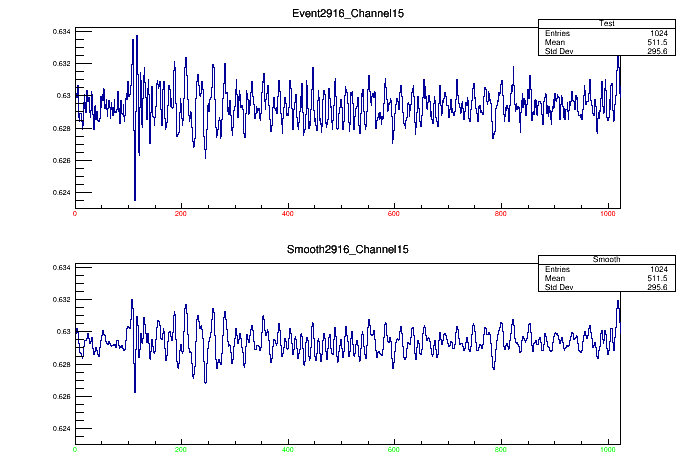 Event2916_Channel15
Test
Entries 1024
Mean 511.5
Std Dev 295.6
0.634
0.632
0.63
0.628
0.626
0.624
0 200 400 600 800 1000
Smooth2916_Channel15
Smooth
Entries 1024
Mean 511.5
Std Dev 295.6
0.634
0.632
0.63
0.628
0.626
0.624
0 200 400 600 800 1000